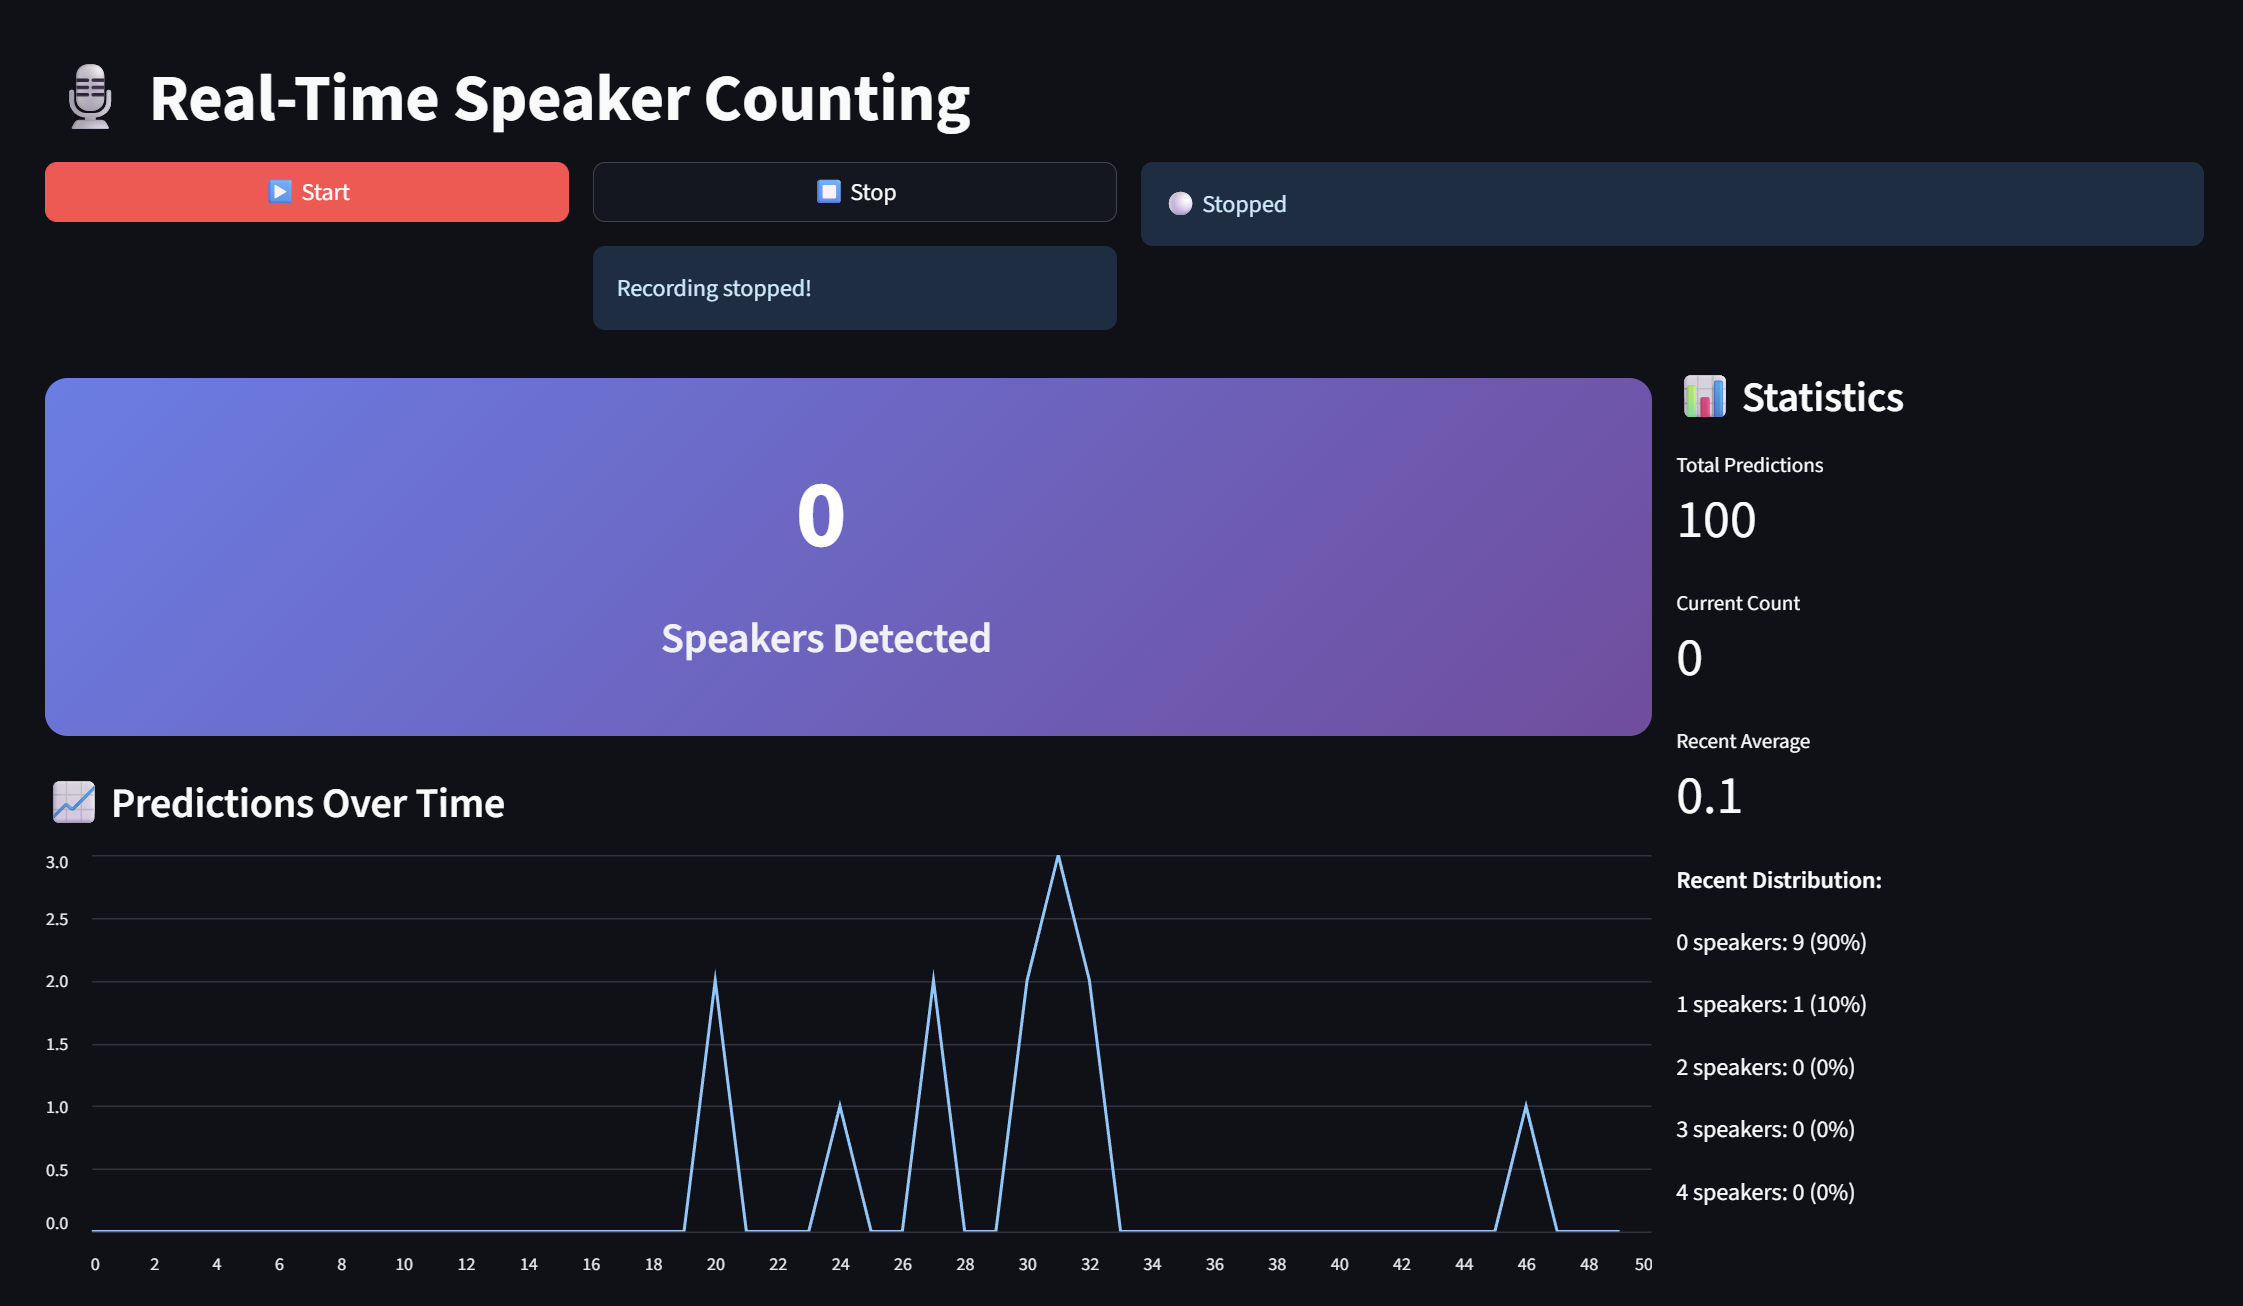 Real-Time Speaker Counting
Start
Stop
Stopped
Recording stopped!
0
Speakers Detected
Statistics
Total Predictions
100
Current Count
0
Recent Average
0.1
Recent Distribution:
0 speakers: 9 (90%)
1 speakers: 1 (10%)
2 speakers: 0 (0%)
3 speakers: 0 (0%)
4 speakers: 0 (0%)
Predictions Over Time
3.0
2.5
2.0
1.5
1.0
0.5
0.0
0 2 4 6 8 10 12 14 16 18 20 22 24 26 28 30 32 34 36 38 40 42 44 46 48 50